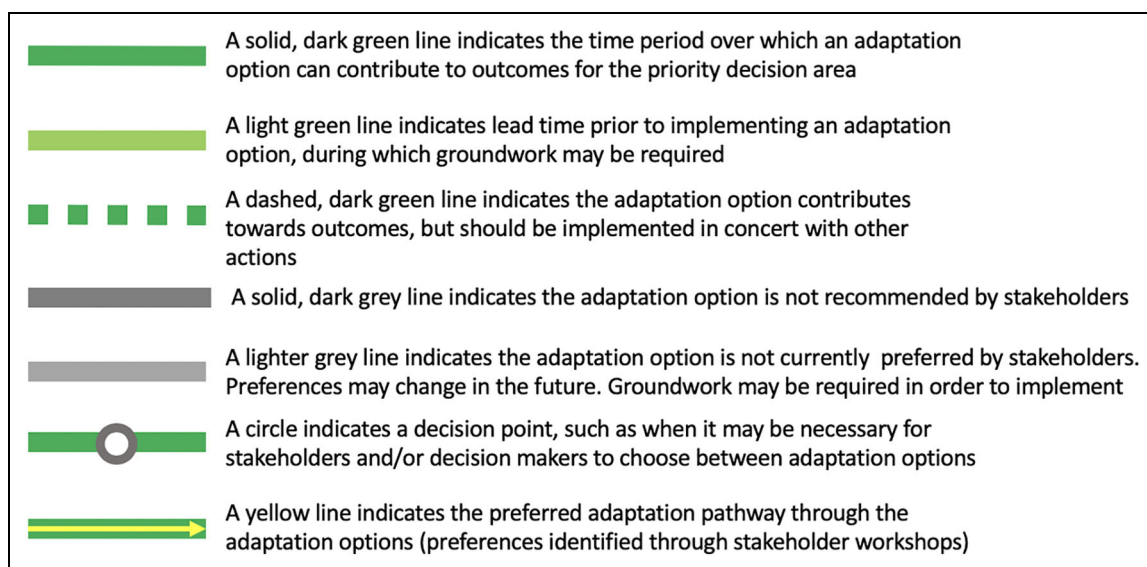 A solid, dark green line indicates the time period over which an adaptation
option can contribute to outcomes for the priority decision area
A light green line indicates lead time prior to implementing an adaptation
option, during which groundwork may be required
A dashed, dark green line indicates the adaptation option contributes
towards outcomes, but should be implemented in concert with other
actions
A solid, dark grey line indicates the adaptation option is not recommended by stakeholders
A lighter grey line indicates the adaptation option is not currently preferred by stakeholders.
Preferences may change in the future. Groundwork may be required in order to implement
A circle indicates a decision point, such as when it may be necessary for
stakeholders and/or decision makers to choose between adaptation options
A yellow line indicates the preferred adaptation pathway through the
adaptation options (preferences identified through stakeholder workshops)